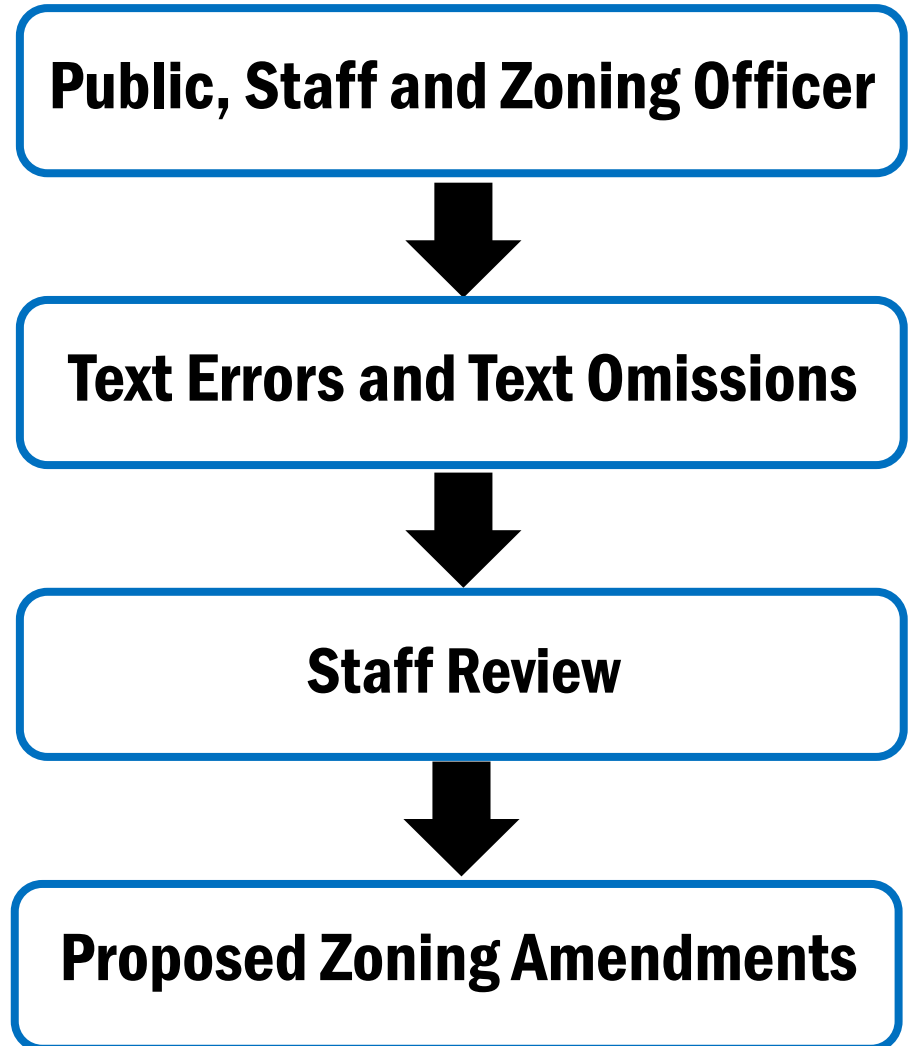 Public, Staff and Zoning Officer
Text Errors and Text Omissions
Staff Review
Proposed Zoning Amendments